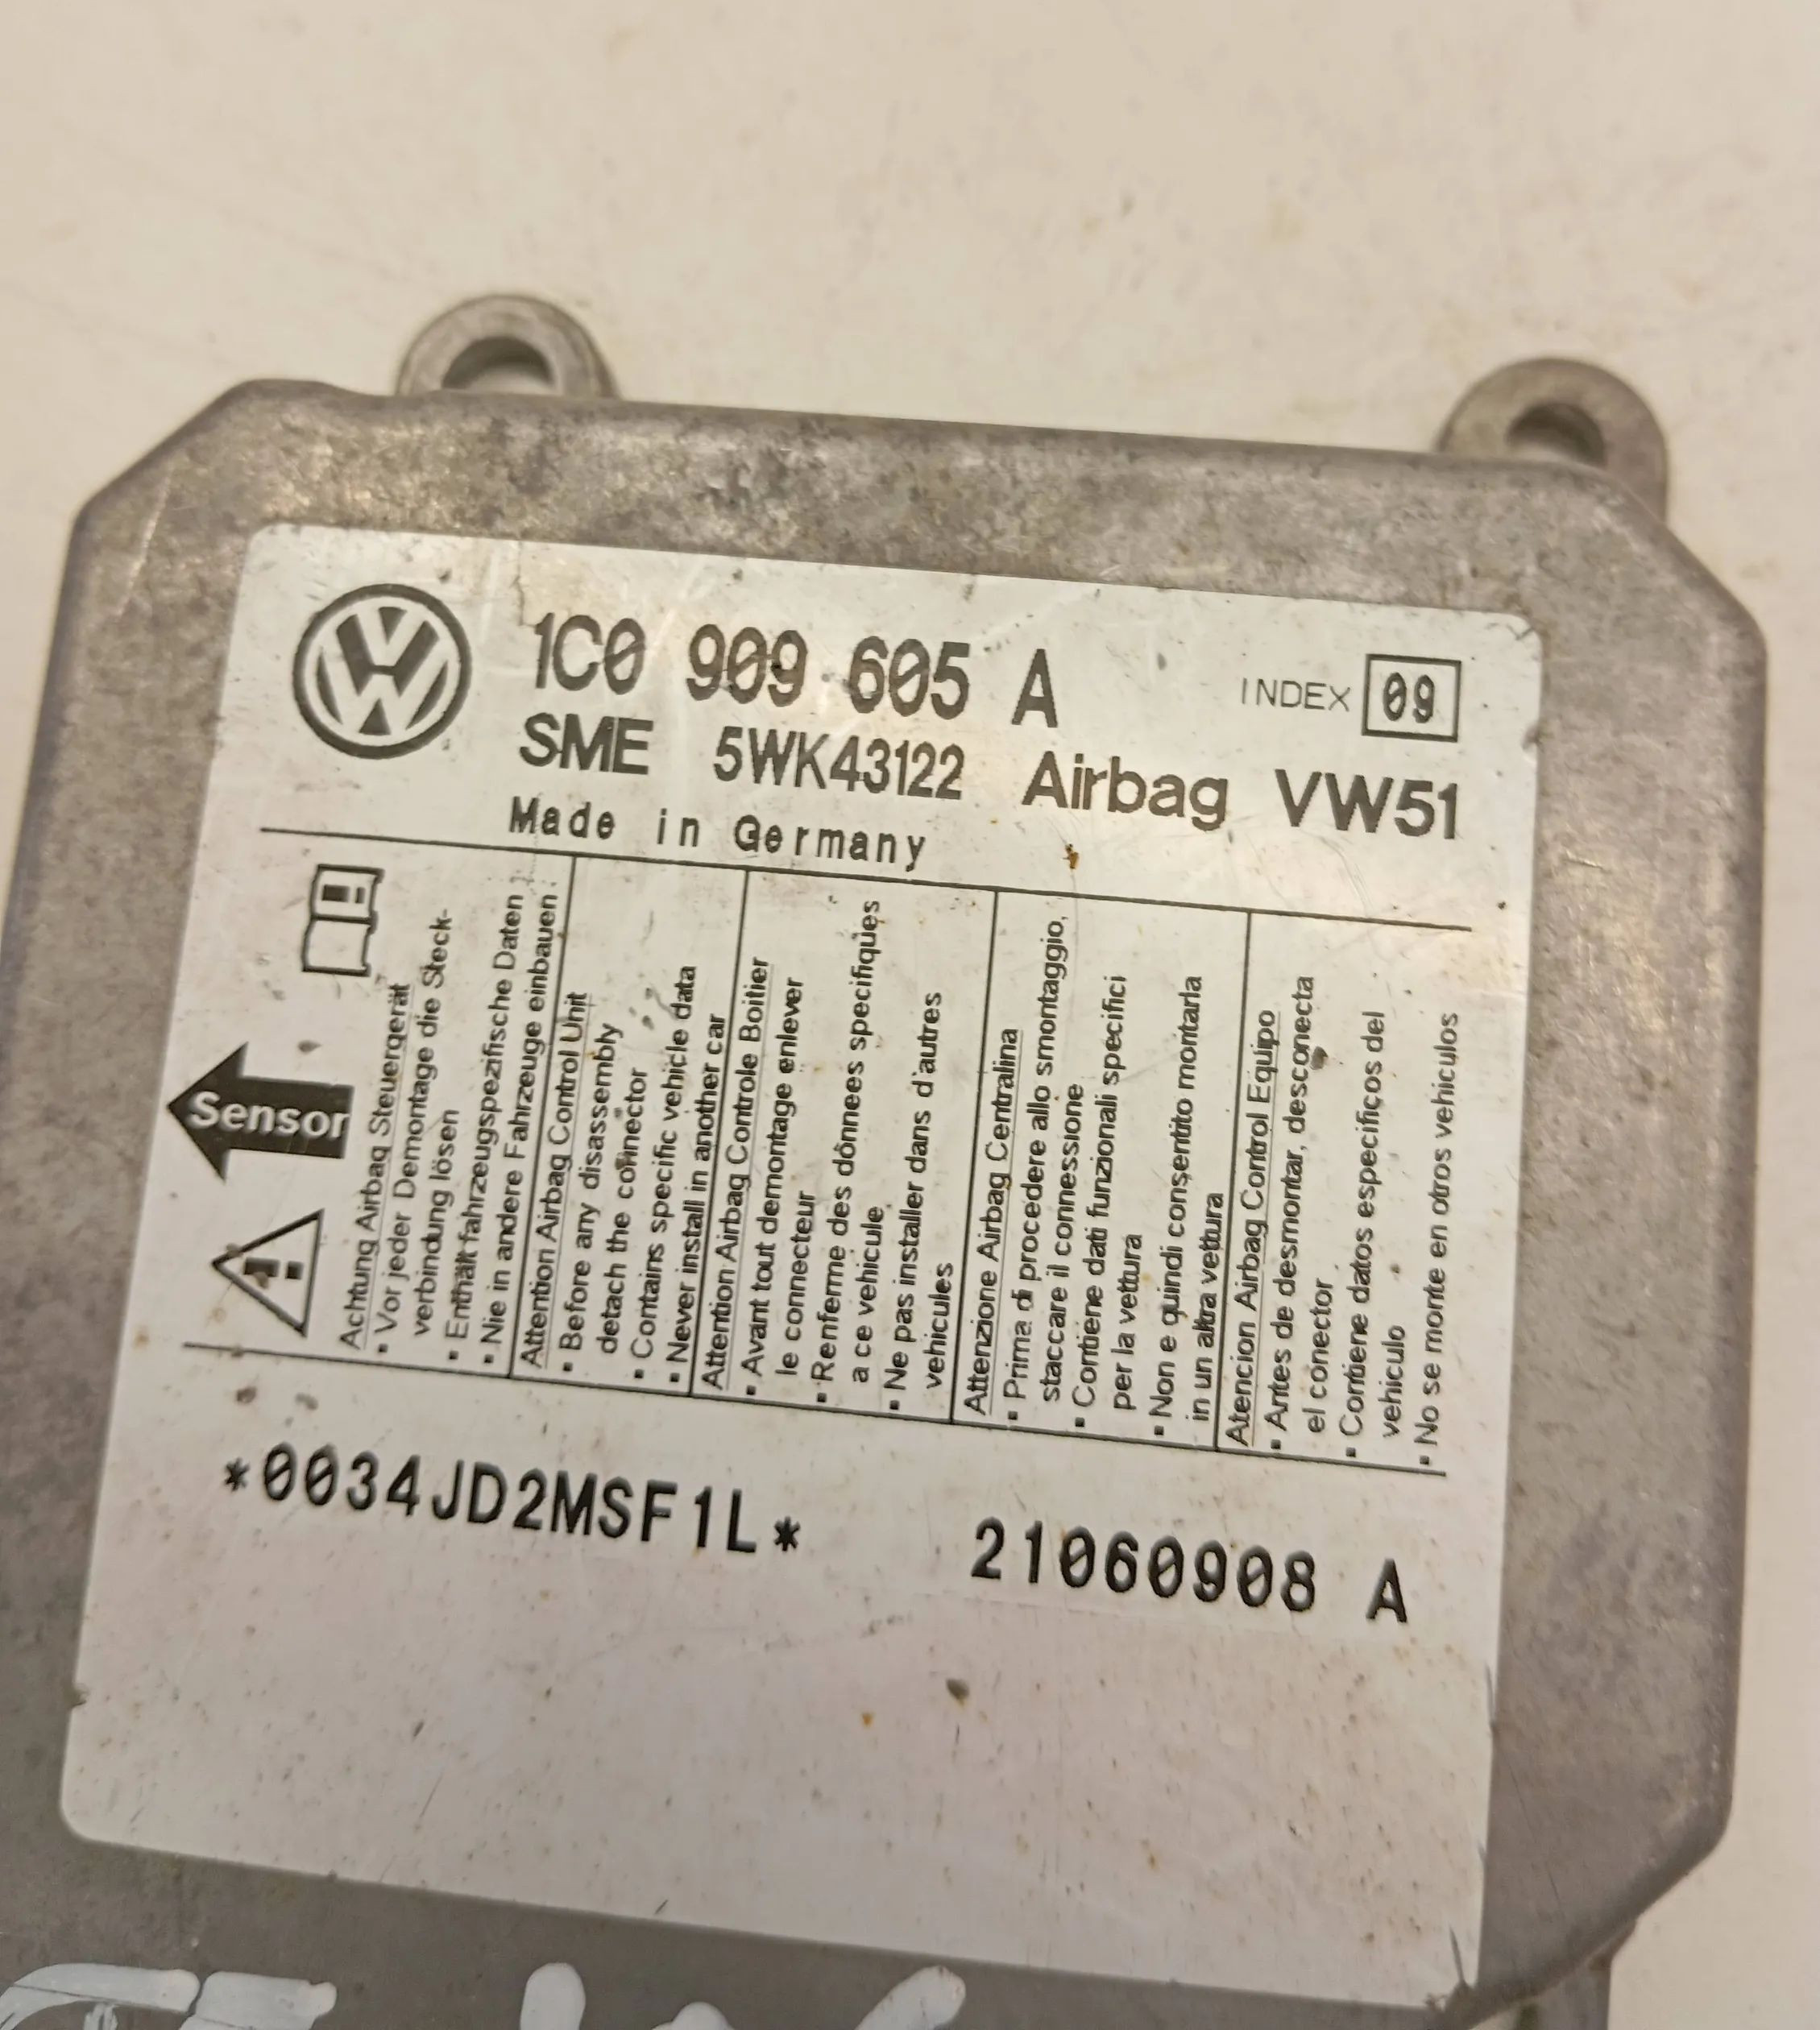 1C0 909 605 A INDEX 09
SME 5WK43122 Airbag VW51
Made in Germany
Sensor
Achtung Airbag Steuergerät
▪ Vor jeder Demontage die Steck-
verbindung lösen
▪ Enthält fahrzeugspezifische Daten
▪ Nie in andere Fahrzeuge einbauen
Attention Airbag Control Unit
▪ Before any disassembly
detach the connector
▪ Contains specific vehicle data
▪ Never install in another car
Attention Airbag Controle Boitier
▪ Avant tout demontage enlever
le connecteur
▪ Renferme des données specifiques
a ce vehicule
▪ Ne pas installer dans d'autres
vehicules
Attenzione Airbag Centralina
▪ Prima di procedere allo smontaggio,
staccare il connessione
▪ Contiene dati funzionali specifici
per la vettura
▪ Non e quindi consentito montarla
in un altra vettura
Atencion Airbag Control Equipo
▪ Antes de desmontar, desconecta
el conector
▪ Contiene datos especificos del
vehiculo
▪ No se monte en otros vehiculos
*0034JD2MSF1L* 21060908 A